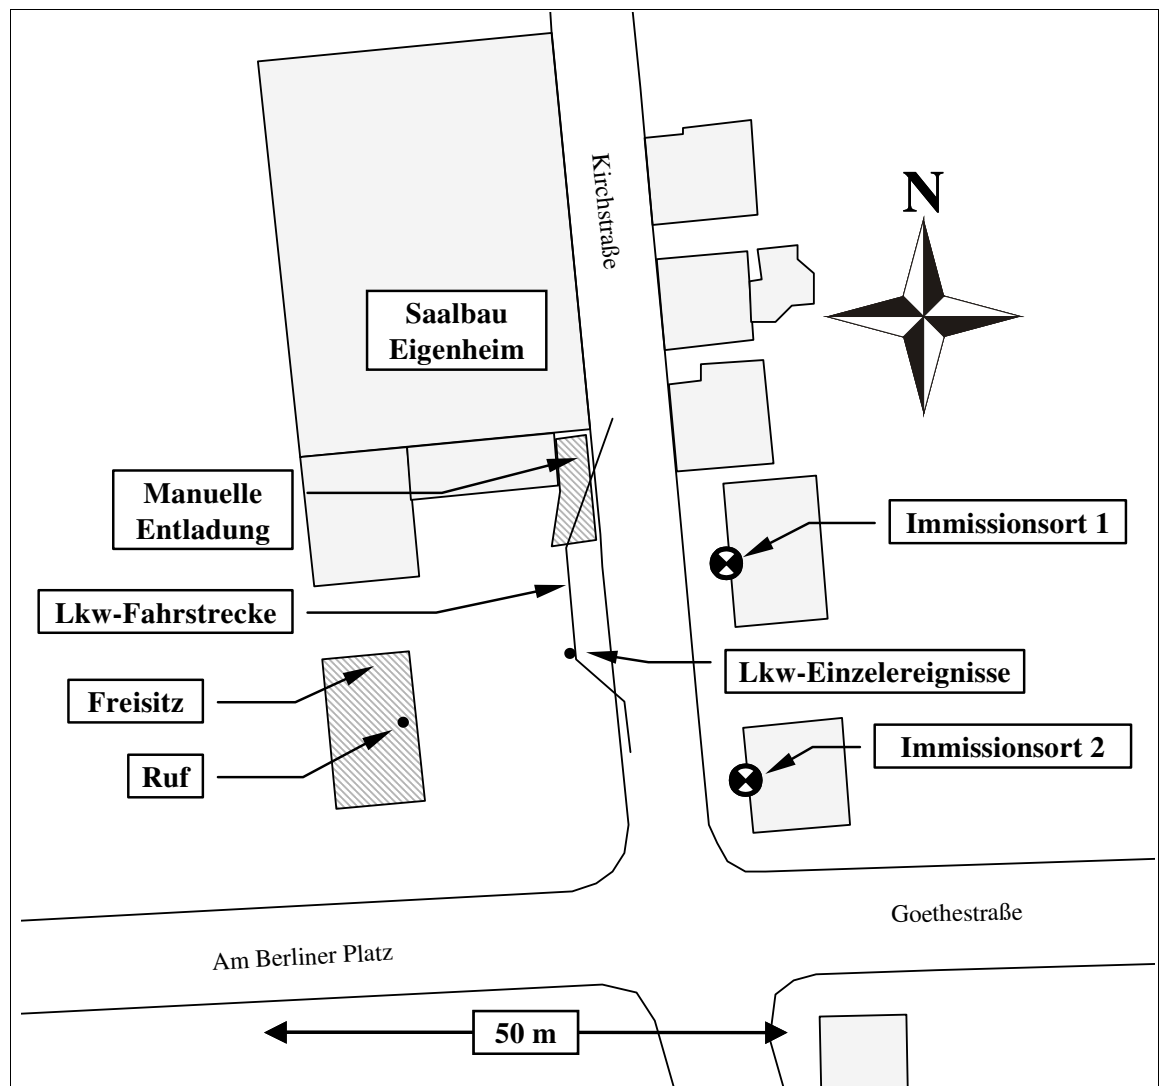 Kirchstraße
N
Saalbau
Eigenheim
Manuelle
Entladung
Immissionsort 1
Lkw-Fahrstrecke
Lkw-Einzelereignisse
Freisitz
Immissionsort 2
Ruf
Goethestraße
Am Berliner Platz
50 m